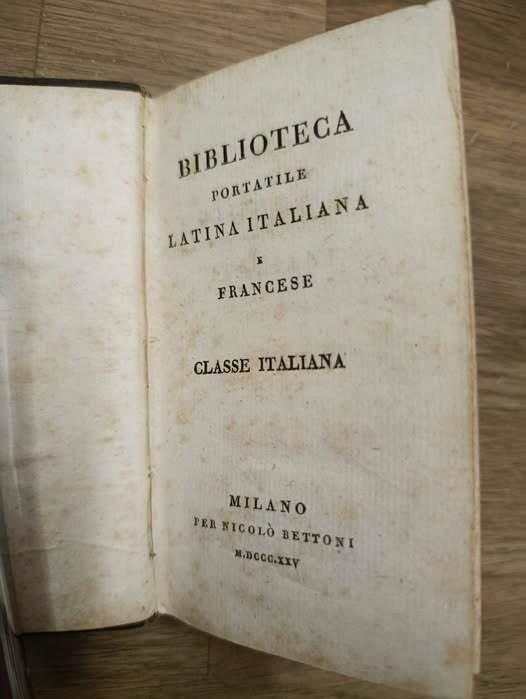 BIBLIOTECA
PORTATILE
LATINA ITALIANA
E
FRANCESE
CLASSE ITALIANA
MILANO
PER NICOLÒ BETTONI
M.DCCC.XXV